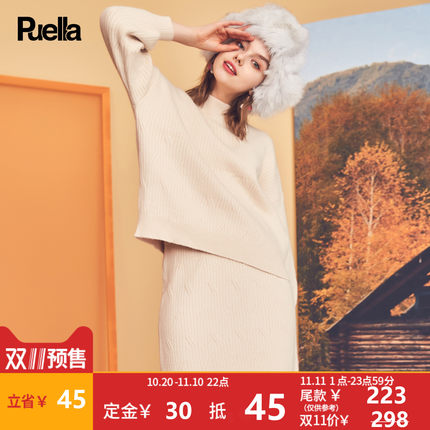 Puella
双11预售
立省¥ 45
10.20-11.10 22点
定金¥ 30 抵 45
11.11 1点-23点59分
尾款¥ 223
(仅供参考)
双11价¥ 298